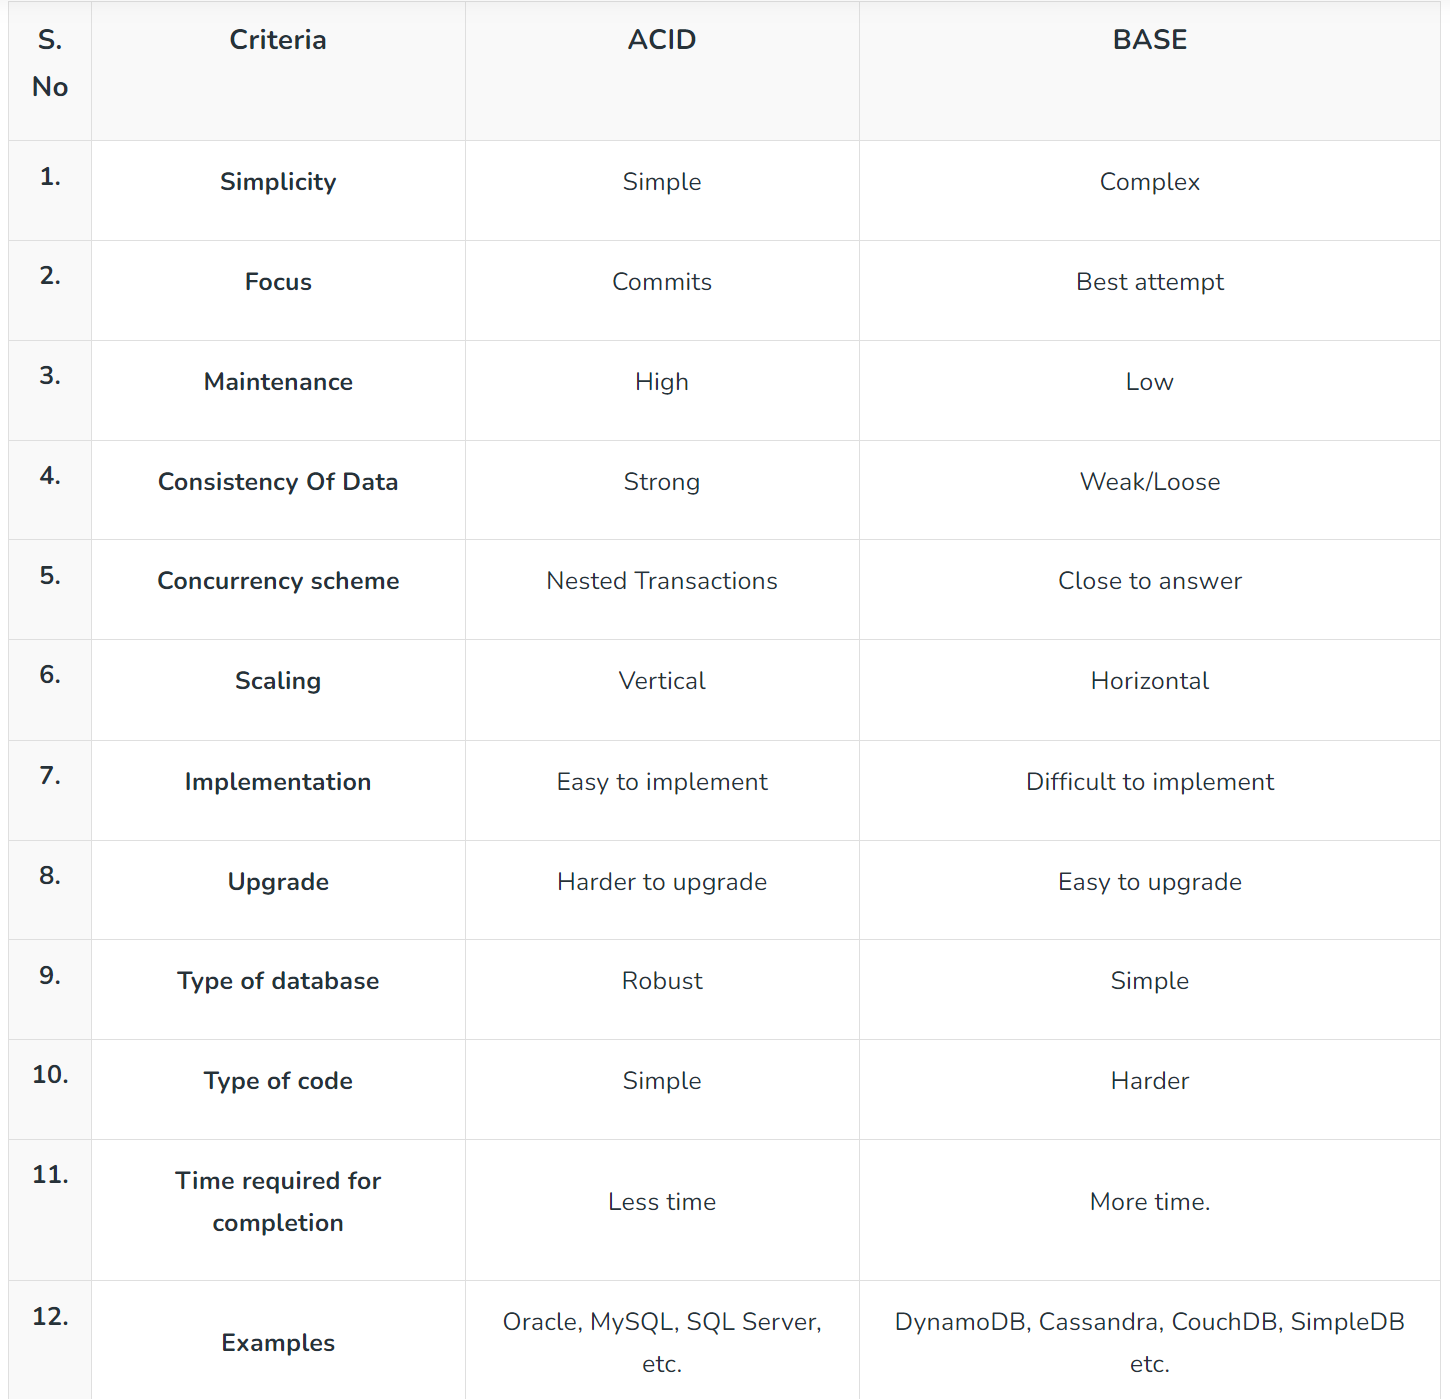 S. No Criteria ACID BASE
1. Simplicity Simple Complex
2. Focus Commits Best attempt
3. Maintenance High Low
4. Consistency Of Data Strong Weak/Loose
5. Concurrency scheme Nested Transactions Close to answer
6. Scaling Vertical Horizontal
7. Implementation Easy to implement Difficult to implement
8. Upgrade Harder to upgrade Easy to upgrade
9. Type of database Robust Simple
10. Type of code Simple Harder
11. Time required for completion Less time More time.
12. Examples Oracle, MySQL, SQL Server, etc. DynamoDB, Cassandra, CouchDB, SimpleDB etc.